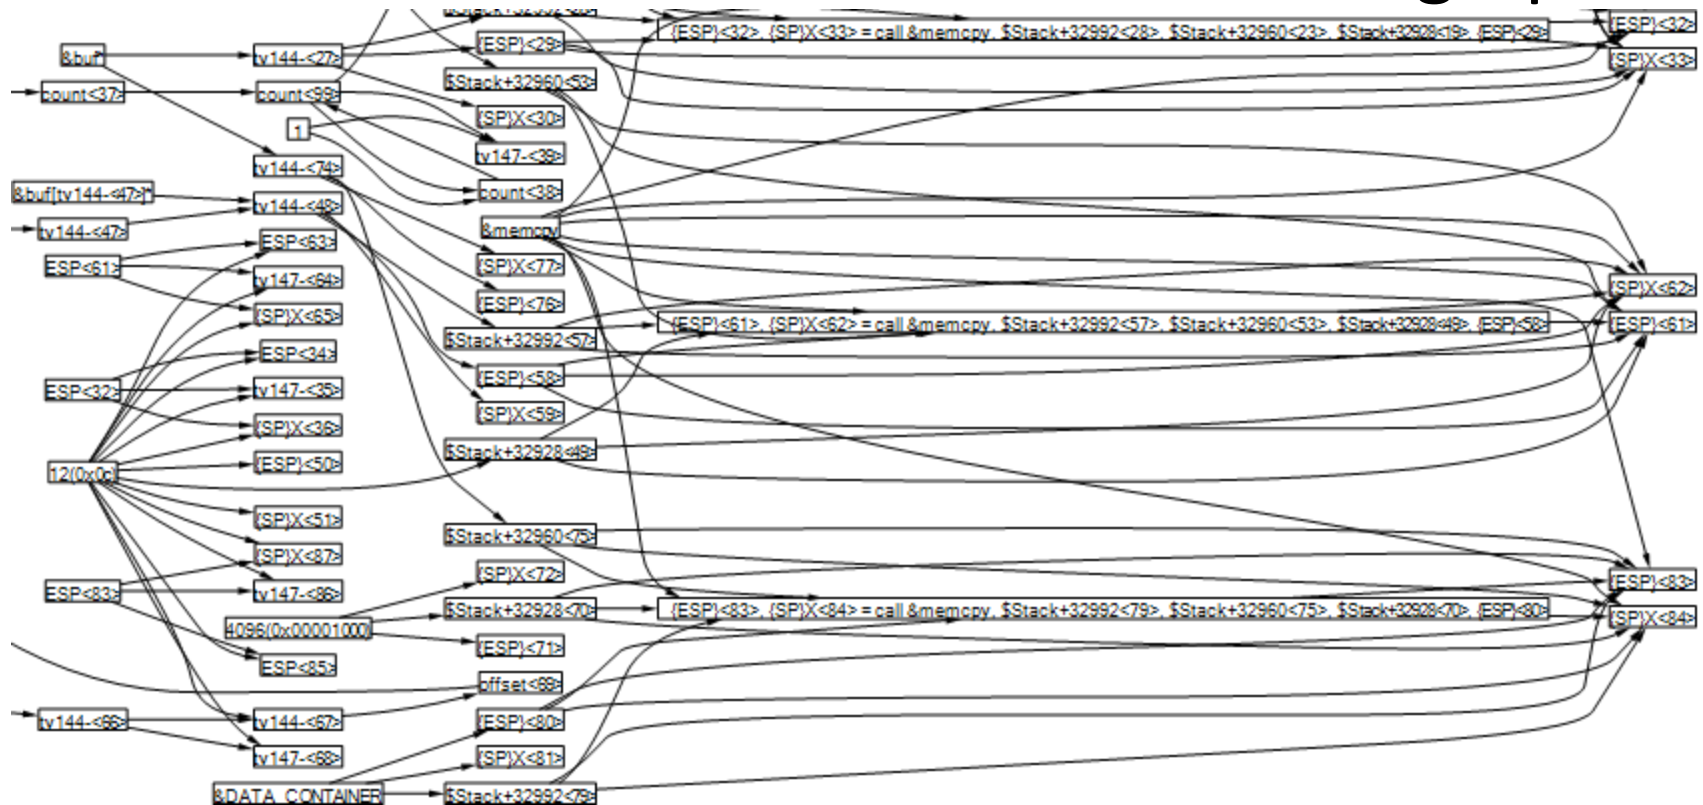 {ESP}<32>
{ESP}<32>, {SP}X<33> = call &memcpy, $Stack+32992<28>, $Stack+32960<23>, $Stack+32928<19>, {ESP}<29>
{ESP}<29>
&buf*
tv144-<27>
{SP}X<33>
$Stack+32960<53>
count<37>
count<99>
{SP}X<30>
1
tv147-<39>
tv144-<74>
&buf[tv144-<47>]*
count<38>
tv144-<48>
tv144-<47>
&memcpy
ESP<63>
ESP<61>
{SP}X<77>
tv147-<64>
{SP}X<62>
{ESP}<76>
{SP}X<65>
{ESP}<61>, {SP}X<62> = call &memcpy, $Stack+32992<57>, $Stack+32960<53>, $Stack+32928<49>, {ESP}<58>
{ESP}<61>
$Stack+32992<57>
ESP<34>
{ESP}<58>
ESP<32>
tv147-<35>
{SP}X<59>
{SP}X<36>
$Stack+32928<49>
{ESP}<50>
12(0x0c)
{SP}X<51>
$Stack+32960<75>
{SP}X<87>
{SP}X<72>
{ESP}<83>
ESP<83>
tv147-<86>
$Stack+32928<70>
{ESP}<83>, {SP}X<84> = call &memcpy, $Stack+32992<79>, $Stack+32960<75>, $Stack+32928<70>, {ESP}<80>
{SP}X<84>
4096(0x00001000)
{ESP}<71>
ESP<85>
offset<69>
tv144-<66>
tv144-<67>
{ESP}<80>
tv147-<68>
{SP}X<81>
&DATA_CONTAINER
$Stack+32992<79>